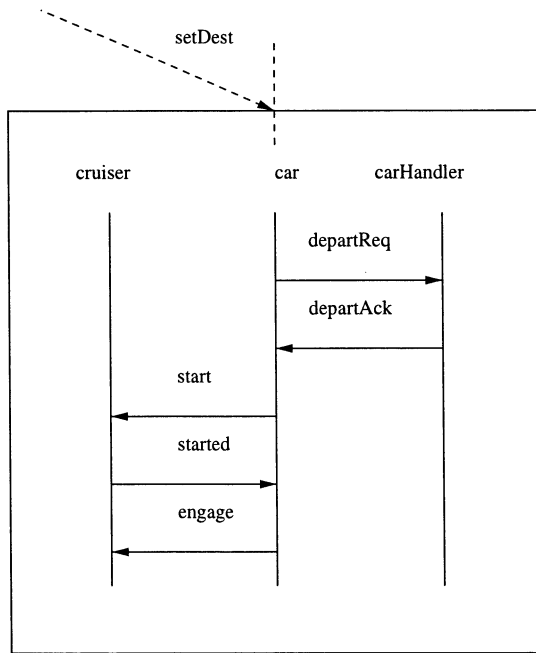 setDest
cruiser car carHandler
departReq
departAck
start
started
engage